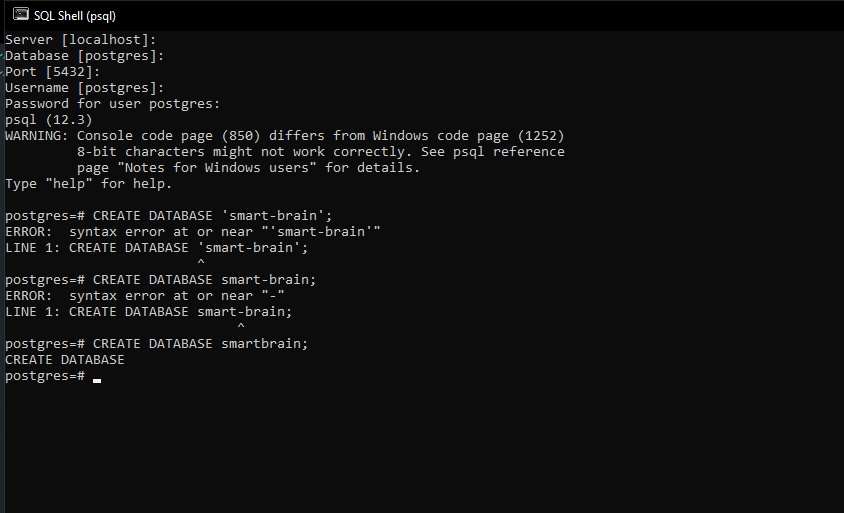 SQL Shell (psql)
Server [localhost]:
Database [postgres]:
Port [5432]:
Username [postgres]:
Password for user postgres:
psql (12.3)
WARNING: Console code page (850) differs from Windows code page (1252)
         8-bit characters might not work correctly. See psql reference
         page "Notes for Windows users" for details.
Type "help" for help.

postgres=# CREATE DATABASE 'smart-brain';
ERROR:  syntax error at or near "'smart-brain'"
LINE 1: CREATE DATABASE 'smart-brain';
                        ^
postgres=# CREATE DATABASE smart-brain;
ERROR:  syntax error at or near "-"
LINE 1: CREATE DATABASE smart-brain;
                             ^
postgres=# CREATE DATABASE smartbrain;
CREATE DATABASE
postgres=#